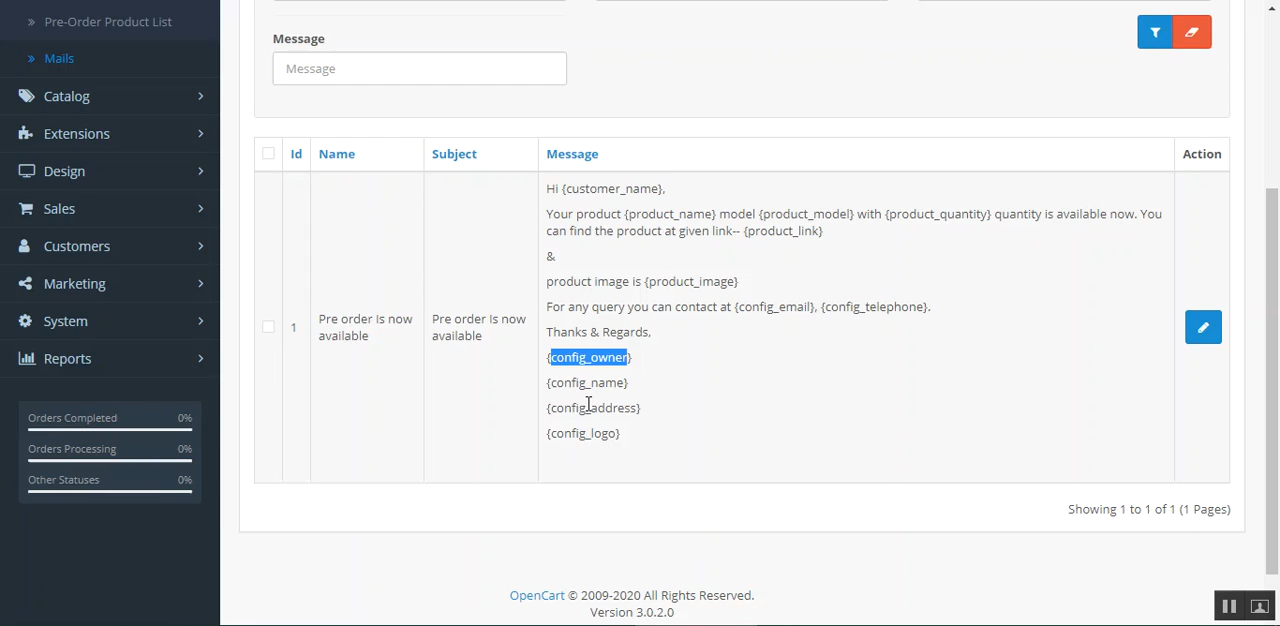 » Pre-Order Product List
» Mails
Catalog
Extensions
Design
Sales
Customers
Marketing
System
Reports
Orders Completed 0%
Orders Processing 0%
Other Statuses 0%
Message
Message
Id Name Subject Message Action
1
Pre order is now
available
Pre order is now
available
Hi {customer_name},
Your product {product_name} model {product_model} with {product_quantity} quantity is available now. You
can find the product at given link-- {product_link}
&
product image is {product_image}
For any query you can contact at {config_email}, {config_telephone}.
Thanks & Regards,
{config_owner}
{config_name}
{config_address}
{config_logo}
Showing 1 to 1 of 1 (1 Pages)
OpenCart © 2009-2020 All Rights Reserved.
Version 3.0.2.0